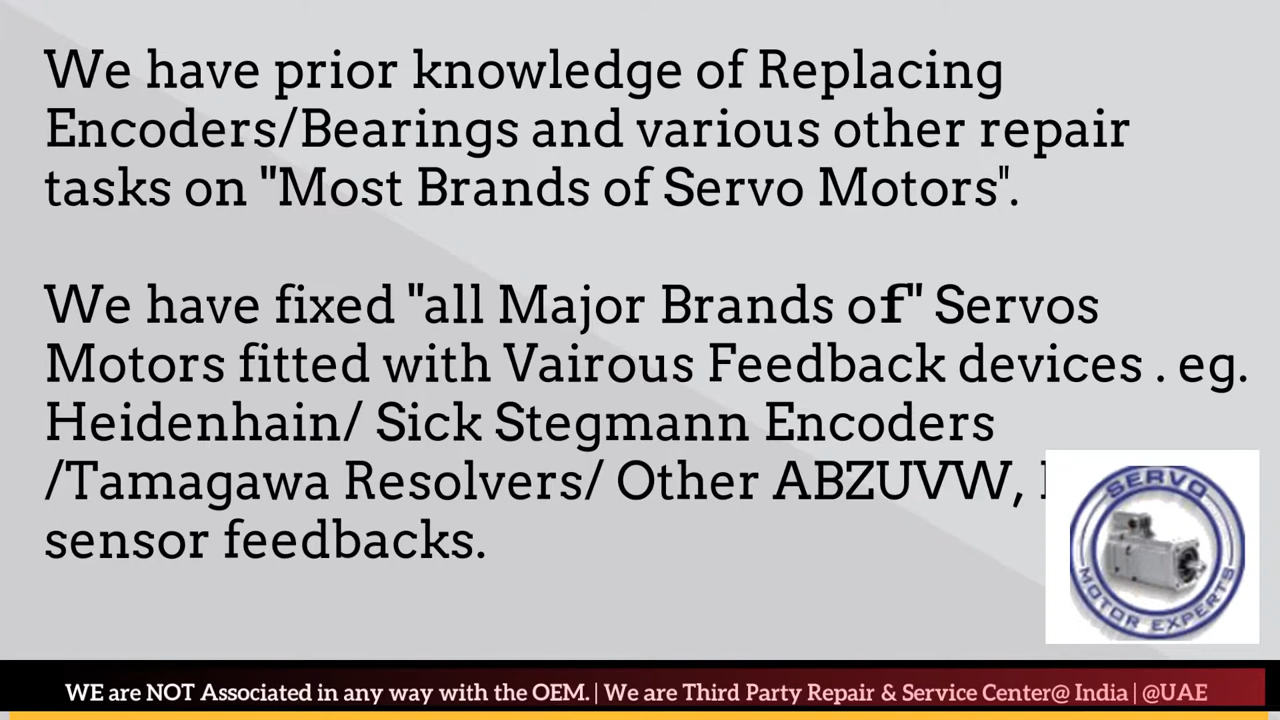 We have prior knowledge of Replacing
Encoders/Bearings and various other repair
tasks on "Most Brands of Servo Motors".
We have fixed "all Major Brands of" Servos
Motors fitted with Vairous Feedback devices . eg.
Heidenhain/ Sick Stegmann Encoders
/Tamagawa Resolvers/ Other ABZUVW,
sensor feedbacks.
SERVO
MOTOR EXPERTS
WE are NOT Associated in any way with the OEM. | We are Third Party Repair & Service Center@ India | @UAE